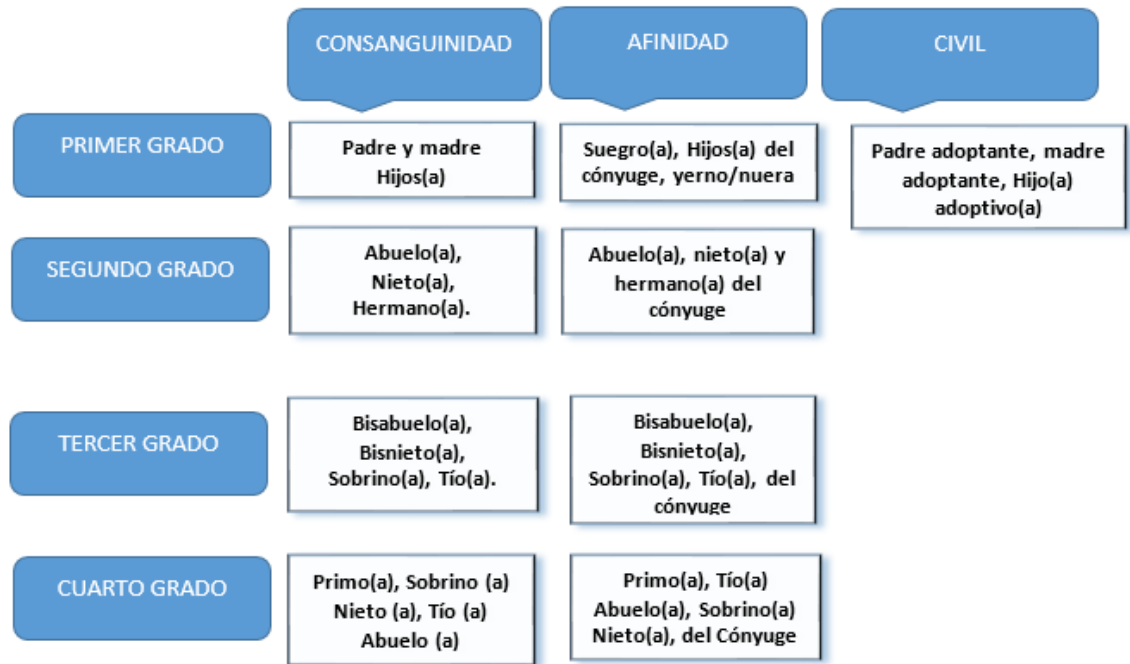 CONSANGUINIDAD
AFINIDAD
CIVIL
PRIMER GRADO
Padre y madre
Hijos(a)
Suegro(a), Hijos(a) del
cónyuge, yerno/nuera
Padre adoptante, madre
adoptante, Hijo(a)
adoptivo(a)
SEGUNDO GRADO
Abuelo(a),
Nieto(a),
Hermano(a).
Abuelo(a), nieto(a) y
hermano(a) del
cónyuge
TERCER GRADO
Bisabuelo(a),
Bisnieto(a),
Sobrino(a), Tío(a).
Bisabuelo(a),
Bisnieto(a),
Sobrino(a), Tío(a), del
cónyuge
CUARTO GRADO
Primo(a), Sobrino (a)
Nieto (a), Tío (a)
Abuelo (a)
Primo(a), Tío(a)
Abuelo(a), Sobrino(a)
Nieto(a), del Cónyuge